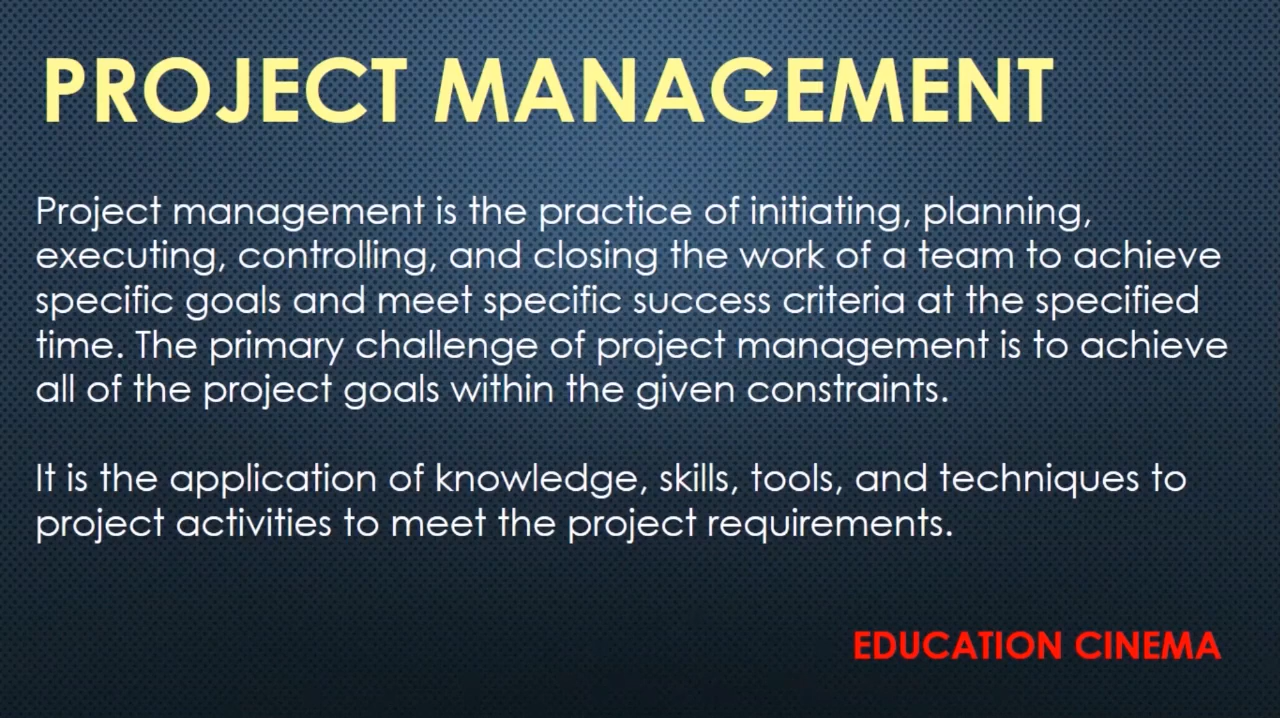 PROJECT MANAGEMENT
Project management is the practice of initiating, planning,
executing, controlling, and closing the work of a team to achieve
specific goals and meet specific success criteria at the specified
time. The primary challenge of project management is to achieve
all of the project goals within the given constraints.
It is the application of knowledge, skills, tools, and techniques to
project activities to meet the project requirements.
EDUCATION CINEMA